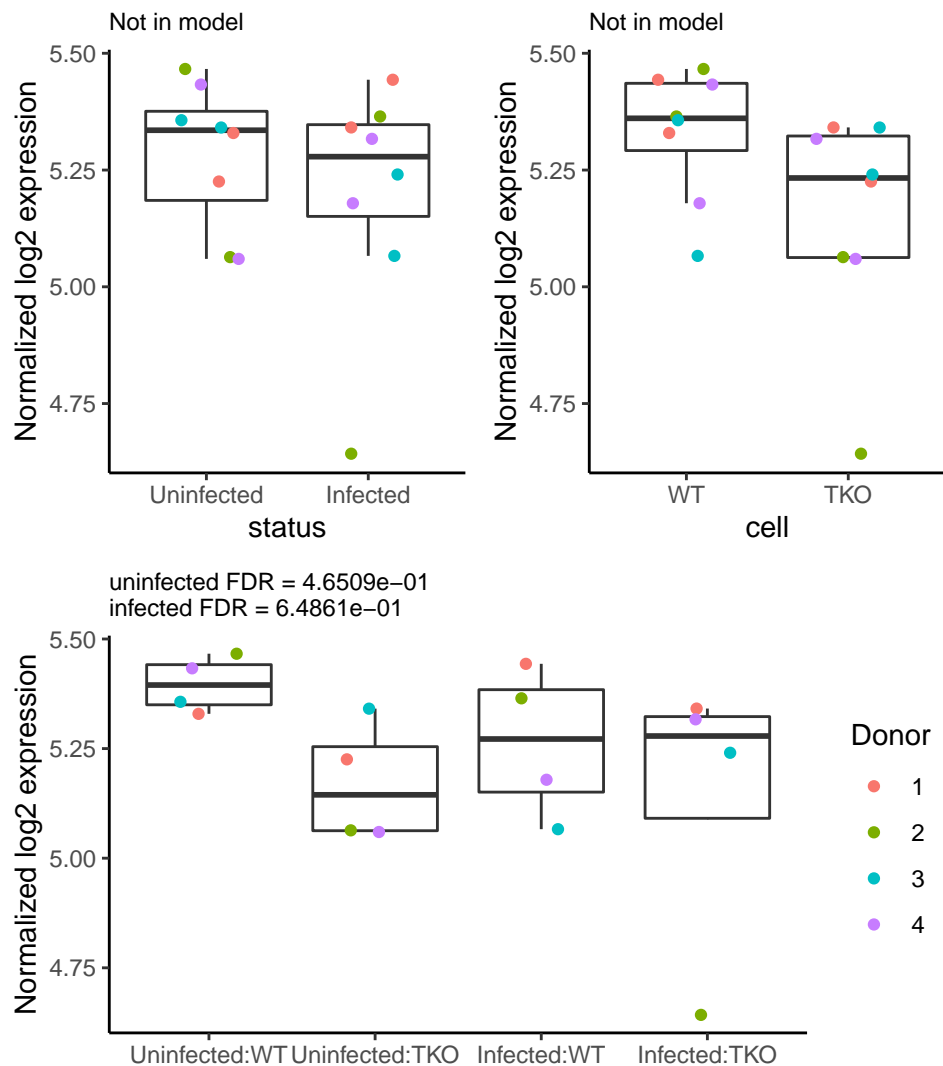 Not in model
Normalized log2 expression
5.50
5.25
5.00
4.75
Uninfected
Infected
status
Not in model
Normalized log2 expression
5.50
5.25
5.00
4.75
WT
TKO
cell
uninfected FDR = 4.6509e−01
infected FDR = 6.4861e−01
Normalized log2 expression
5.50
5.25
5.00
4.75
Uninfected:WT
Uninfected:TKO
Infected:WT
Infected:TKO
Donor
1
2
3
4